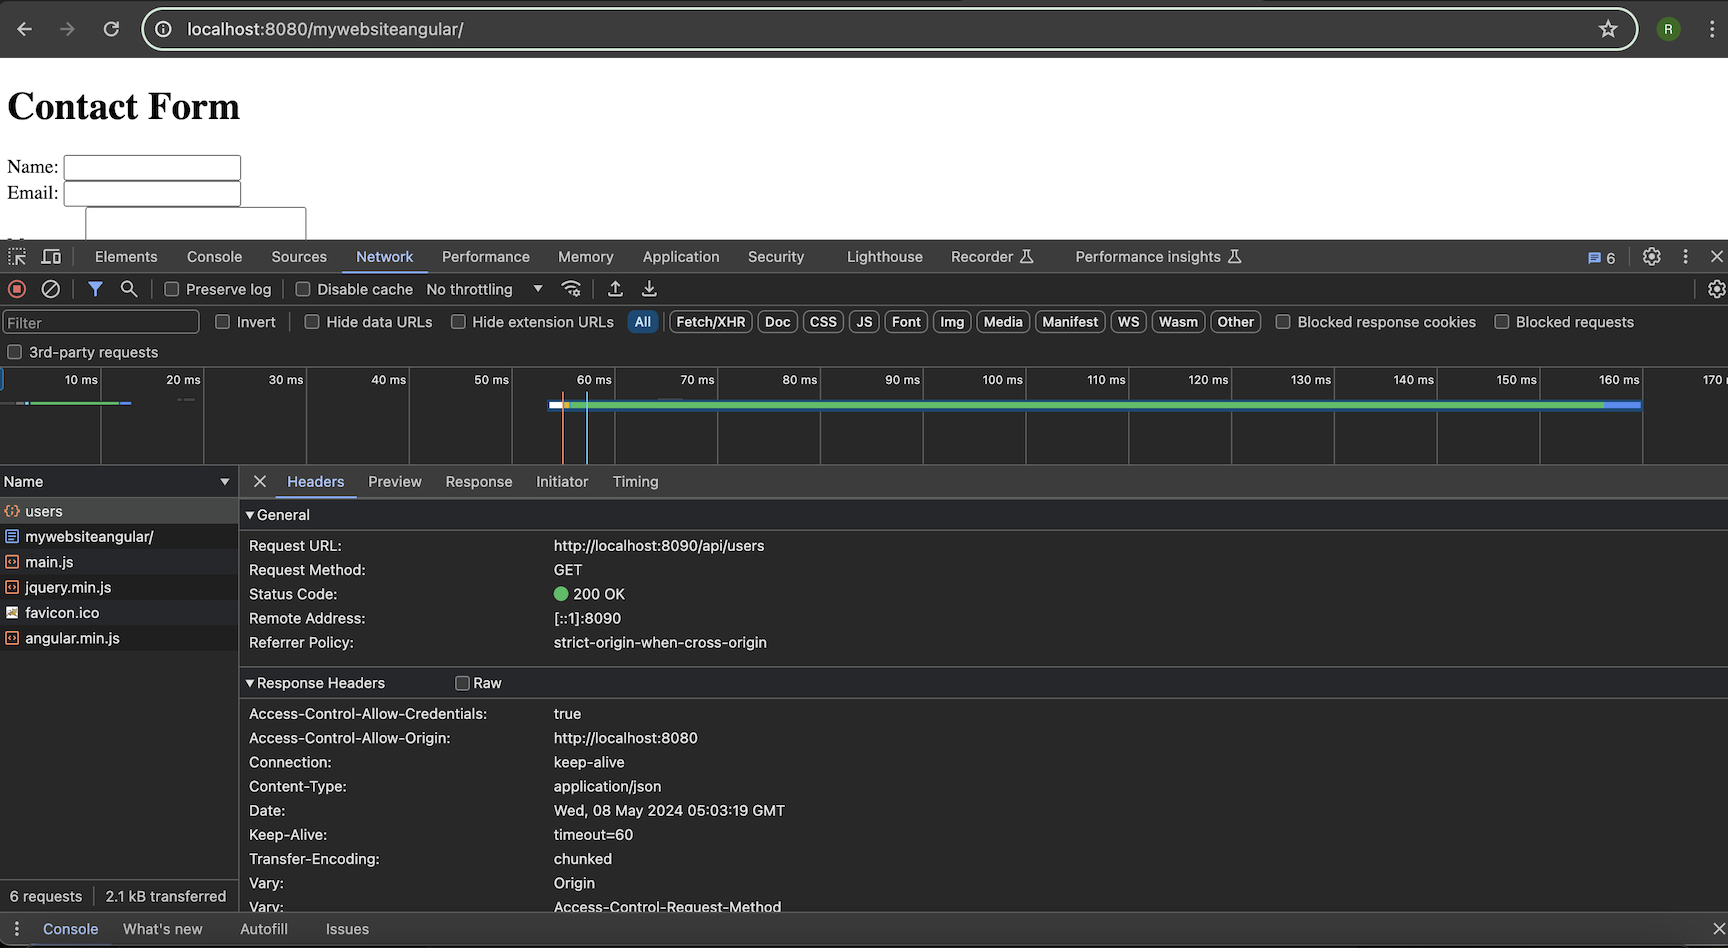 localhost:8080/mywebsiteangular/
R
Contact Form
Name:
Email:
Elements Console Sources Network Performance Memory Application Security Lighthouse Recorder Performance insights 6
Preserve log Disable cache No throttling
Filter Invert Hide data URLs Hide extension URLs All Fetch/XHR Doc CSS JS Font Img Media Manifest WS Wasm Other Blocked response cookies Blocked requests
3rd-party requests
10 ms 20 ms 30 ms 40 ms 50 ms 60 ms 70 ms 80 ms 90 ms 100 ms 110 ms 120 ms 130 ms 140 ms 150 ms 160 ms 170
Name
users
mywebsiteangular/
main.js
jquery.min.js
favicon.ico
angular.min.js
6 requests 2.1 kB transferred
Headers Preview Response Initiator Timing
General
Request URL: http://localhost:8090/api/users
Request Method: GET
Status Code: 200 OK
Remote Address: [::1]:8090
Referrer Policy: strict-origin-when-cross-origin
Response Headers Raw
Access-Control-Allow-Credentials: true
Access-Control-Allow-Origin: http://localhost:8080
Connection: keep-alive
Content-Type: application/json
Date: Wed, 08 May 2024 05:03:19 GMT
Keep-Alive: timeout=60
Transfer-Encoding: chunked
Vary: Origin
Vary: Access-Control-Request-Method
Console What's new Autofill Issues